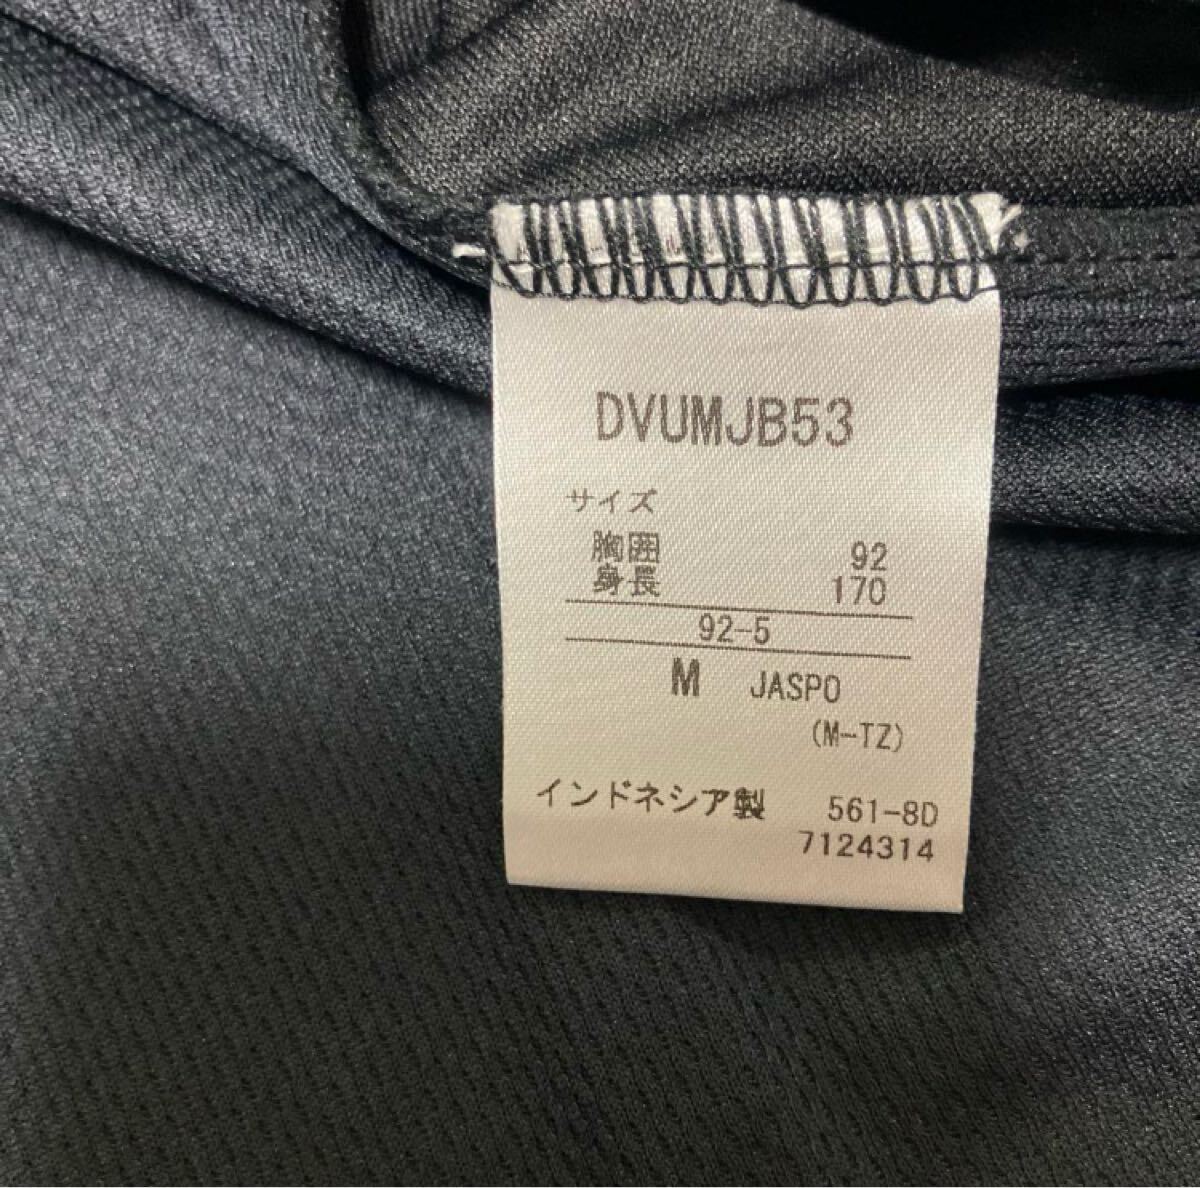 DVUMJB53
サイズ
胸囲 92
身長 170
92-5
M JASPO
(M-TZ)
インドネシア製 561-8D
7124314